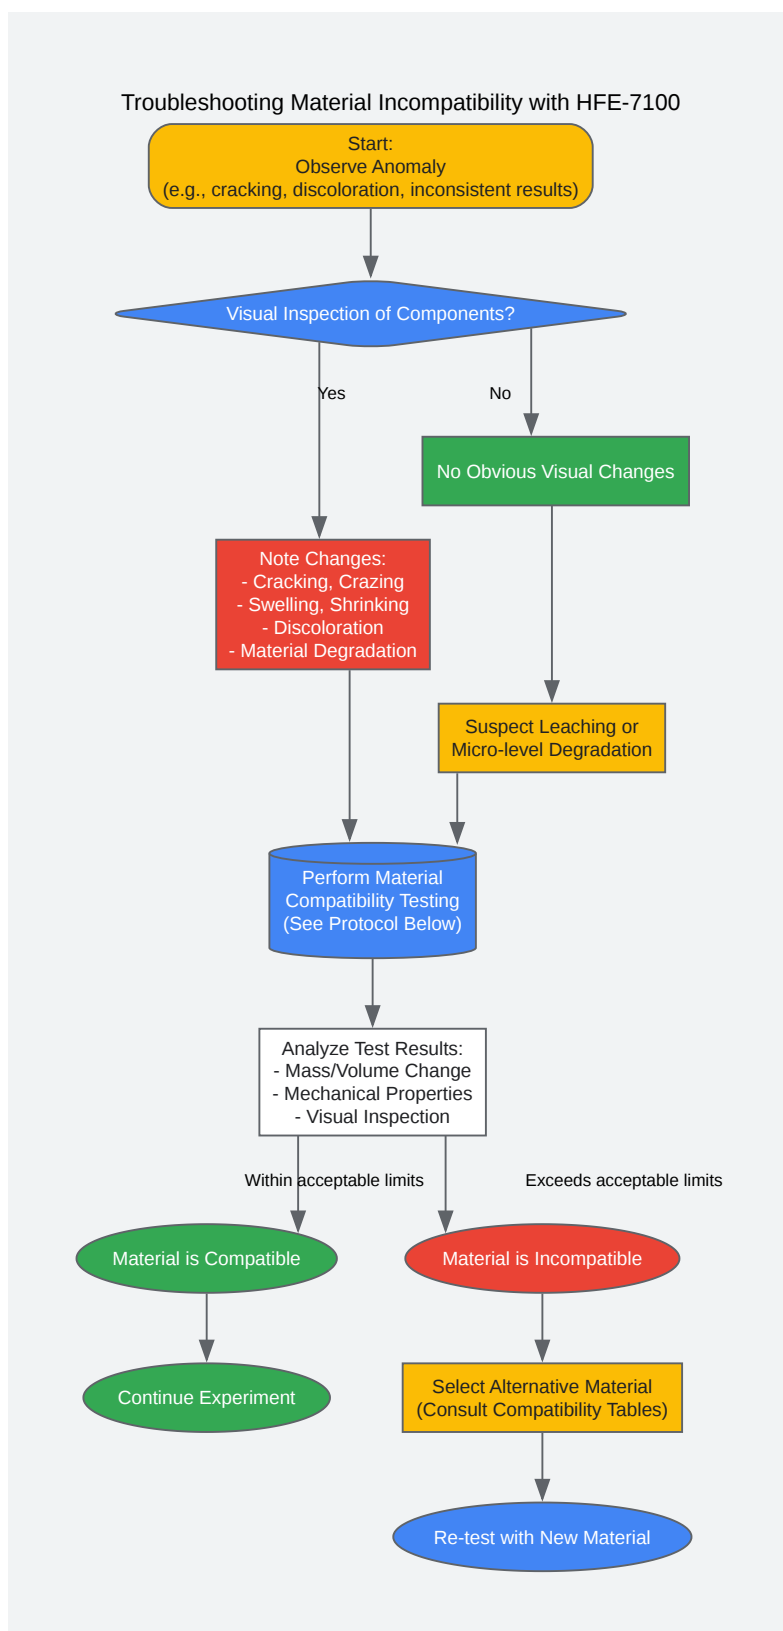 Troubleshooting Material Incompatibility with HFE-7100
Start:
Observe Anomaly
(e.g., cracking, discoloration, inconsistent results)
Visual Inspection of Components?
Yes
No
No Obvious Visual Changes
Note Changes:
- Cracking, Crazing
- Swelling, Shrinking
- Discoloration
- Material Degradation
Suspect Leaching or
Micro-level Degradation
Perform Material
Compatibility Testing
(See Protocol Below)
Analyze Test Results:
- Mass/Volume Change
- Mechanical Properties
- Visual Inspection
Within acceptable limits
Exceeds acceptable limits
Material is Compatible
Material is Incompatible
Continue Experiment
Select Alternative Material
(Consult Compatibility Tables)
Re-test with New Material